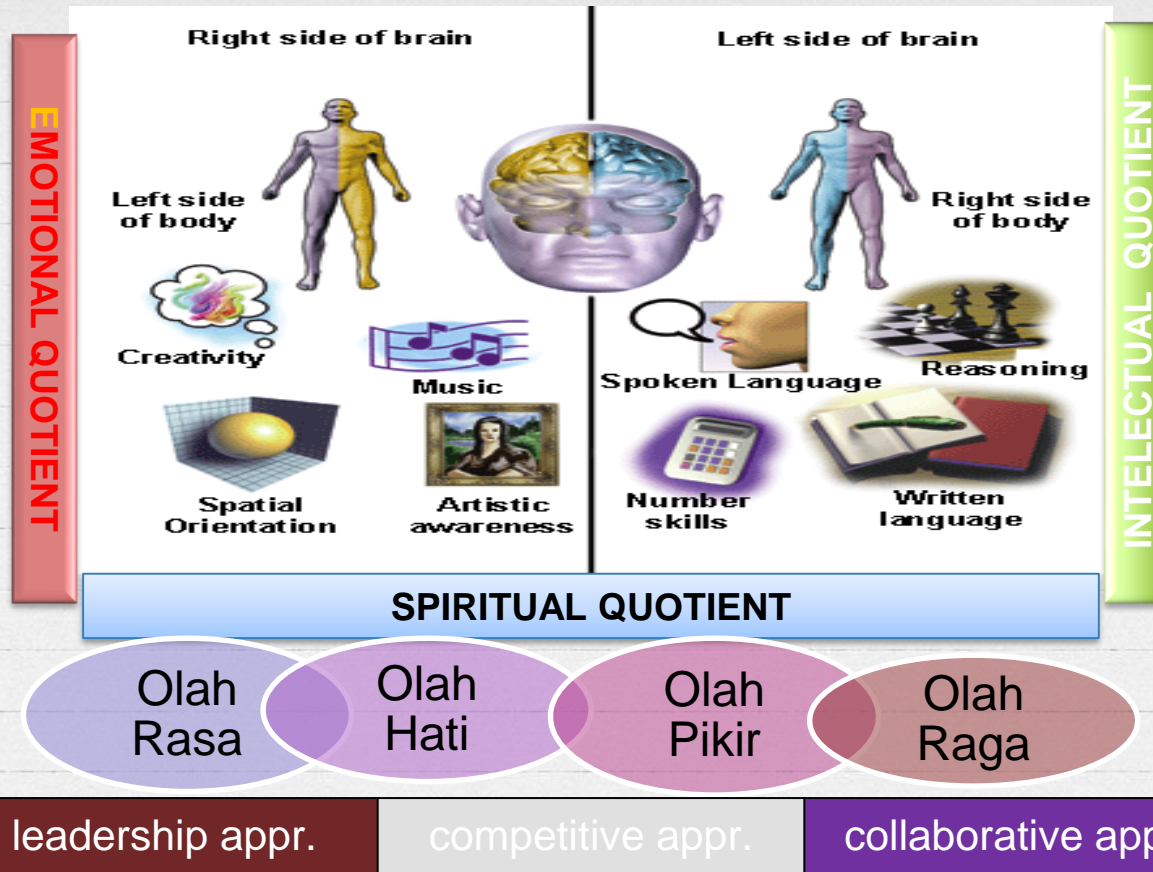 Right side of brain
Left side of brain
EMOTIONAL QUOTIENT
INTELECTUAL QUOTIENT
Left side
of body
Right side
of body
Creativity
Music
Spoken Language
Reasoning
Spatial
Orientation
Artistic
awareness
Number
skills
Written
language
SPIRITUAL QUOTIENT
Olah
Rasa
Olah
Hati
Olah
Pikir
Olah
Raga
leadership appr.
competitive appr.
collaborative app